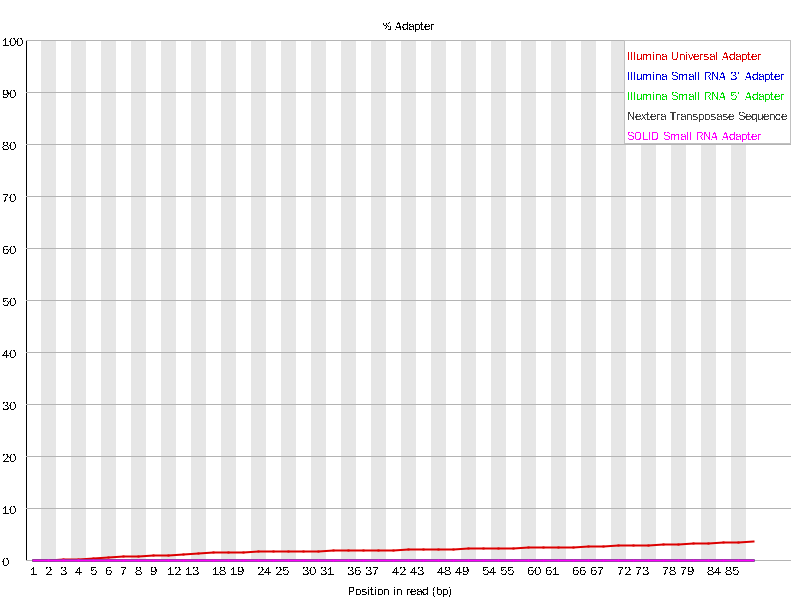 % Adapter
100
90
80
70
60
50
40
30
20
10
0
Illumina Universal Adapter
Illumina Small RNA 3' Adapter
Illumina Small RNA 5' Adapter
Nextera Transposase Sequence
SOLID Small RNA Adapter
1 2 3 4 5 6 7 8 9 12 13 18 19 24 25 30 31 36 37 42 43 48 49 54 55 60 61 66 67 72 73 78 79 84 85
Position in read (bp)